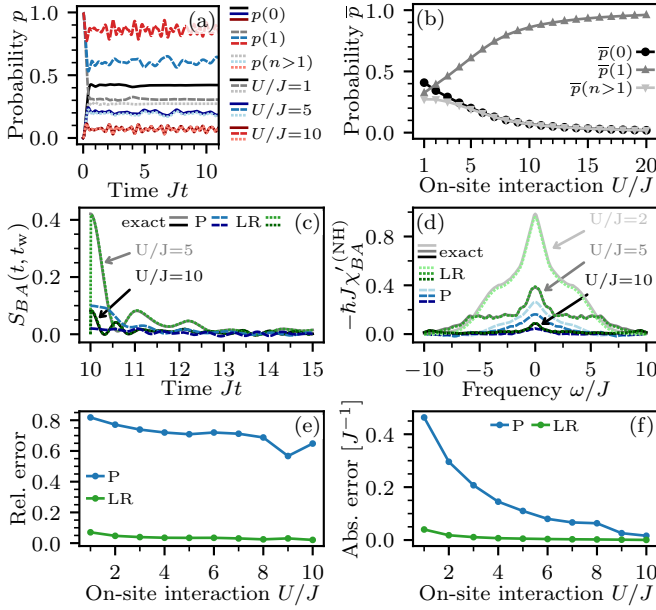 (a)
Probability p
1.0
0.5
0.0
0
5
10
Time Jt
p(0)
p(1)
p(n>1)
U/J=1
U/J=5
U/J=10
(b)
Probability p̅
1.0
0.5
0.0
p̅(0)
p̅(1)
p̅(n>1)
1
5
10
15
20
On-site interaction U/J
(c)
S_BA(t, t_w)
0.4
0.2
0.0
exact P LR
U/J=5
U/J=10
10
11
12
13
14
15
Time Jt
(d)
−ℏJχ′_BA^(NH)
0.8
0.4
0.0
U/J=2
U/J=5
U/J=10
exact
LR
P
−10
−5
0
5
10
Frequency ω/J
(e)
Rel. error
0.8
0.6
0.4
0.2
0.0
P
LR
2
4
6
8
10
On-site interaction U/J
(f)
Abs. error [J⁻¹]
0.4
0.2
0.0
P LR
2
4
6
8
10
On-site interaction U/J